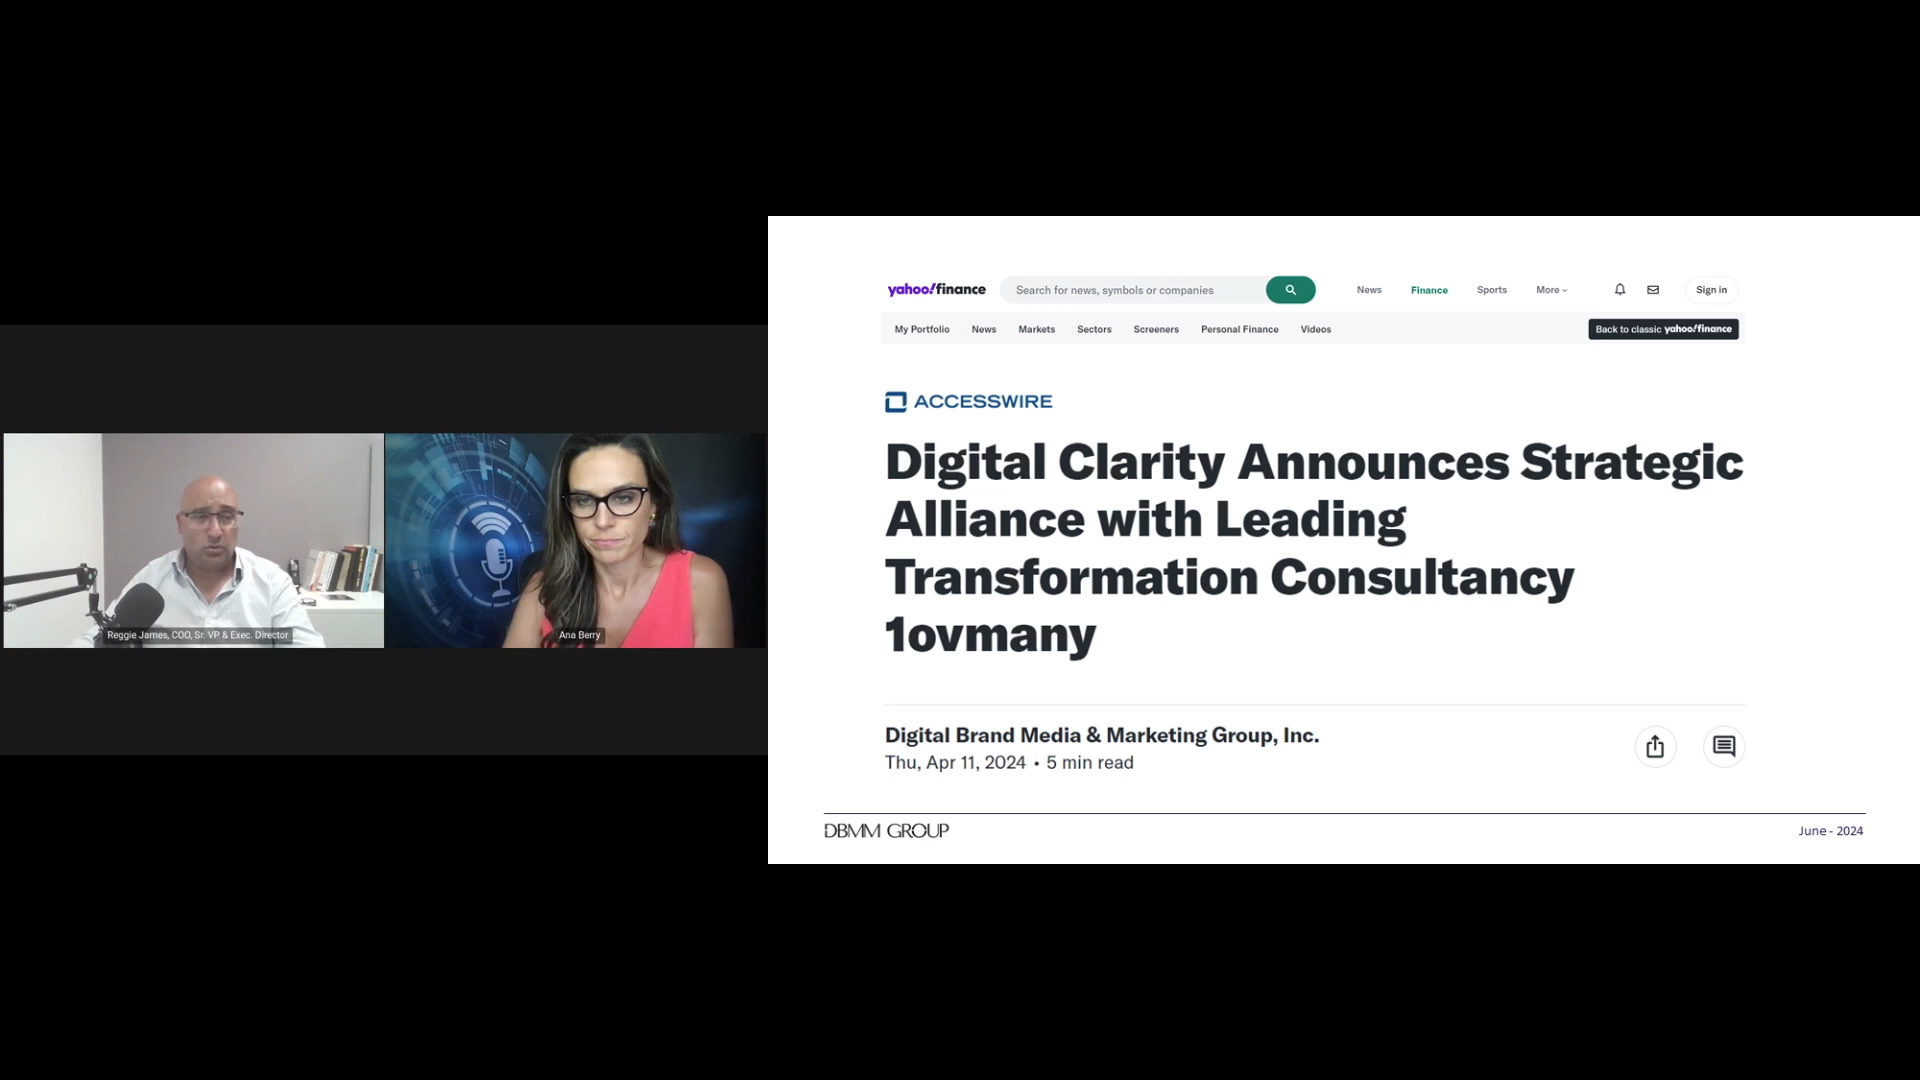 yahoo!finance
Search for news, symbols or companies
News
Finance
Sports
More
Sign in
My Portfolio
News
Markets
Sectors
Screeners
Personal Finance
Videos
Back to classic yahoo!finance
ACCESSWIRE
Digital Clarity Announces Strategic
Alliance with Leading
Transformation Consultancy
1ovmany
Reggie James, COO, Sr. VP & Exec. Director
Ana Berry
Digital Brand Media & Marketing Group, Inc.
Thu, Apr 11, 2024 • 5 min read
DBMM GROUP
June - 2024